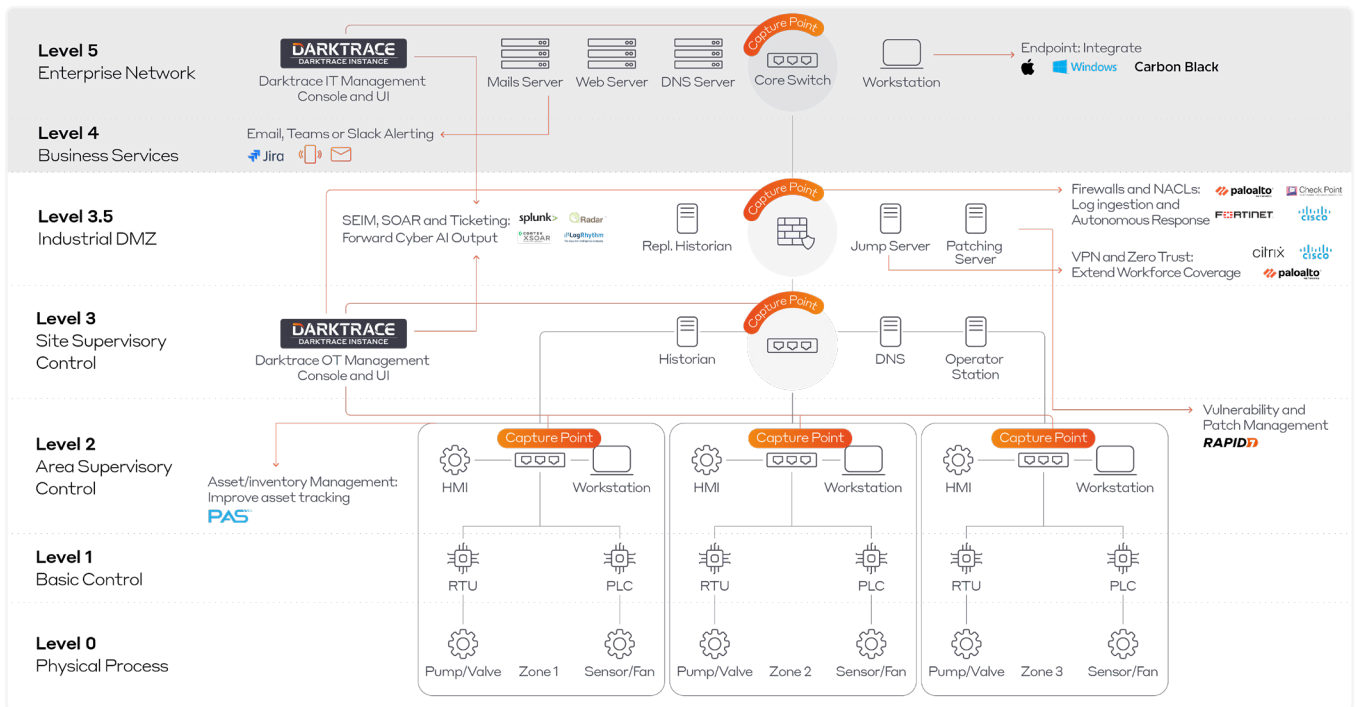 Level 5
Enterprise Network
DARKTRACE
DARKTRACE INSTANCE
Darktrace IT Management
Console and UI
Mails Server
Web Server
DNS Server
Capture Point
Core Switch
Workstation
Endpoint: Integrate
Windows
Carbon Black
Level 4
Business Services
Email, Teams or Slack Alerting
Jira
Level 3.5
Industrial DMZ
SEIM, SOAR and Ticketing:
Forward Cyber AI Output
splunk>
QRadar
CORTEX
XSOAR
LogRhythm
Repl. Historian
Capture Point
Jump Server
Patching
Server
Firewalls and NACLs:
Log ingestion and
Autonomous Response
paloalto
Check Point
FORTINET
CISCO
VPN and Zero Trust:
Extend Workforce Coverage
citrix
CISCO
paloalto
Level 3
Site Supervisory
Control
DARKTRACE
DARKTRACE INSTANCE
Darktrace OT Management
Console and UI
Historian
Capture Point
DNS
Operator
Station
Vulnerability and
Patch Management
RAPID7
Level 2
Area Supervisory
Control
Asset/inventory Management:
Improve asset tracking
PAS
Capture Point
HMI
Workstation
Capture Point
HMI
Workstation
Capture Point
HMI
Workstation
Level 1
Basic Control
RTU
PLC
RTU
PLC
RTU
PLC
Level 0
Physical Process
Pump/Valve
Zone 1
Sensor/Fan
Pump/Valve
Zone 2
Sensor/Fan
Pump/Valve
Zone 3
Sensor/Fan